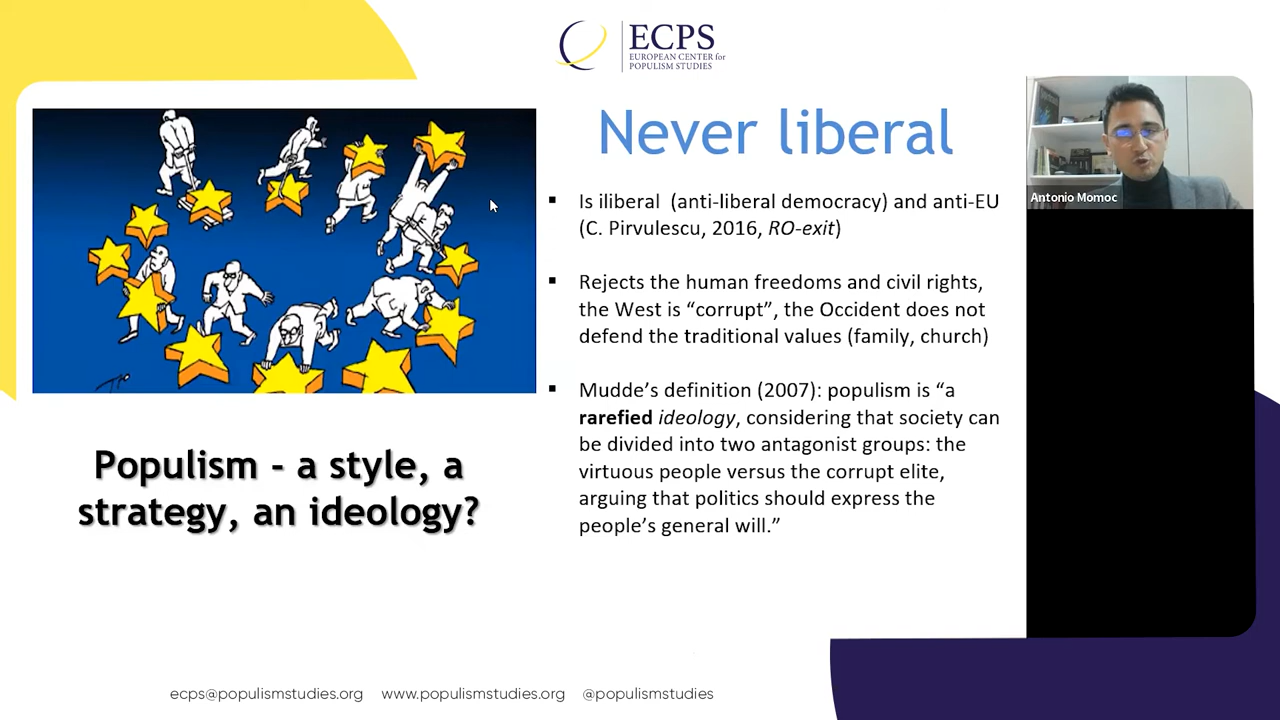 ECPS
EUROPEAN CENTER for
POPULISM STUDIES
Never liberal
Is iliberal (anti-liberal democracy) and anti-EU
(C. Pirvulescu, 2016, RO-exit)
Rejects the human freedoms and civil rights,
the West is “corrupt”, the Occident does not
defend the traditional values (family, church)
Mudde’s definition (2007): populism is “a
rarefied ideology, considering that society can
be divided into two antagonist groups: the
virtuous people versus the corrupt elite,
arguing that politics should express the
people’s general will.”
Populism - a style, a
strategy, an ideology?
Antonio Momoc
ecps@populismstudies.org www.populismstudies.org @populismstudies